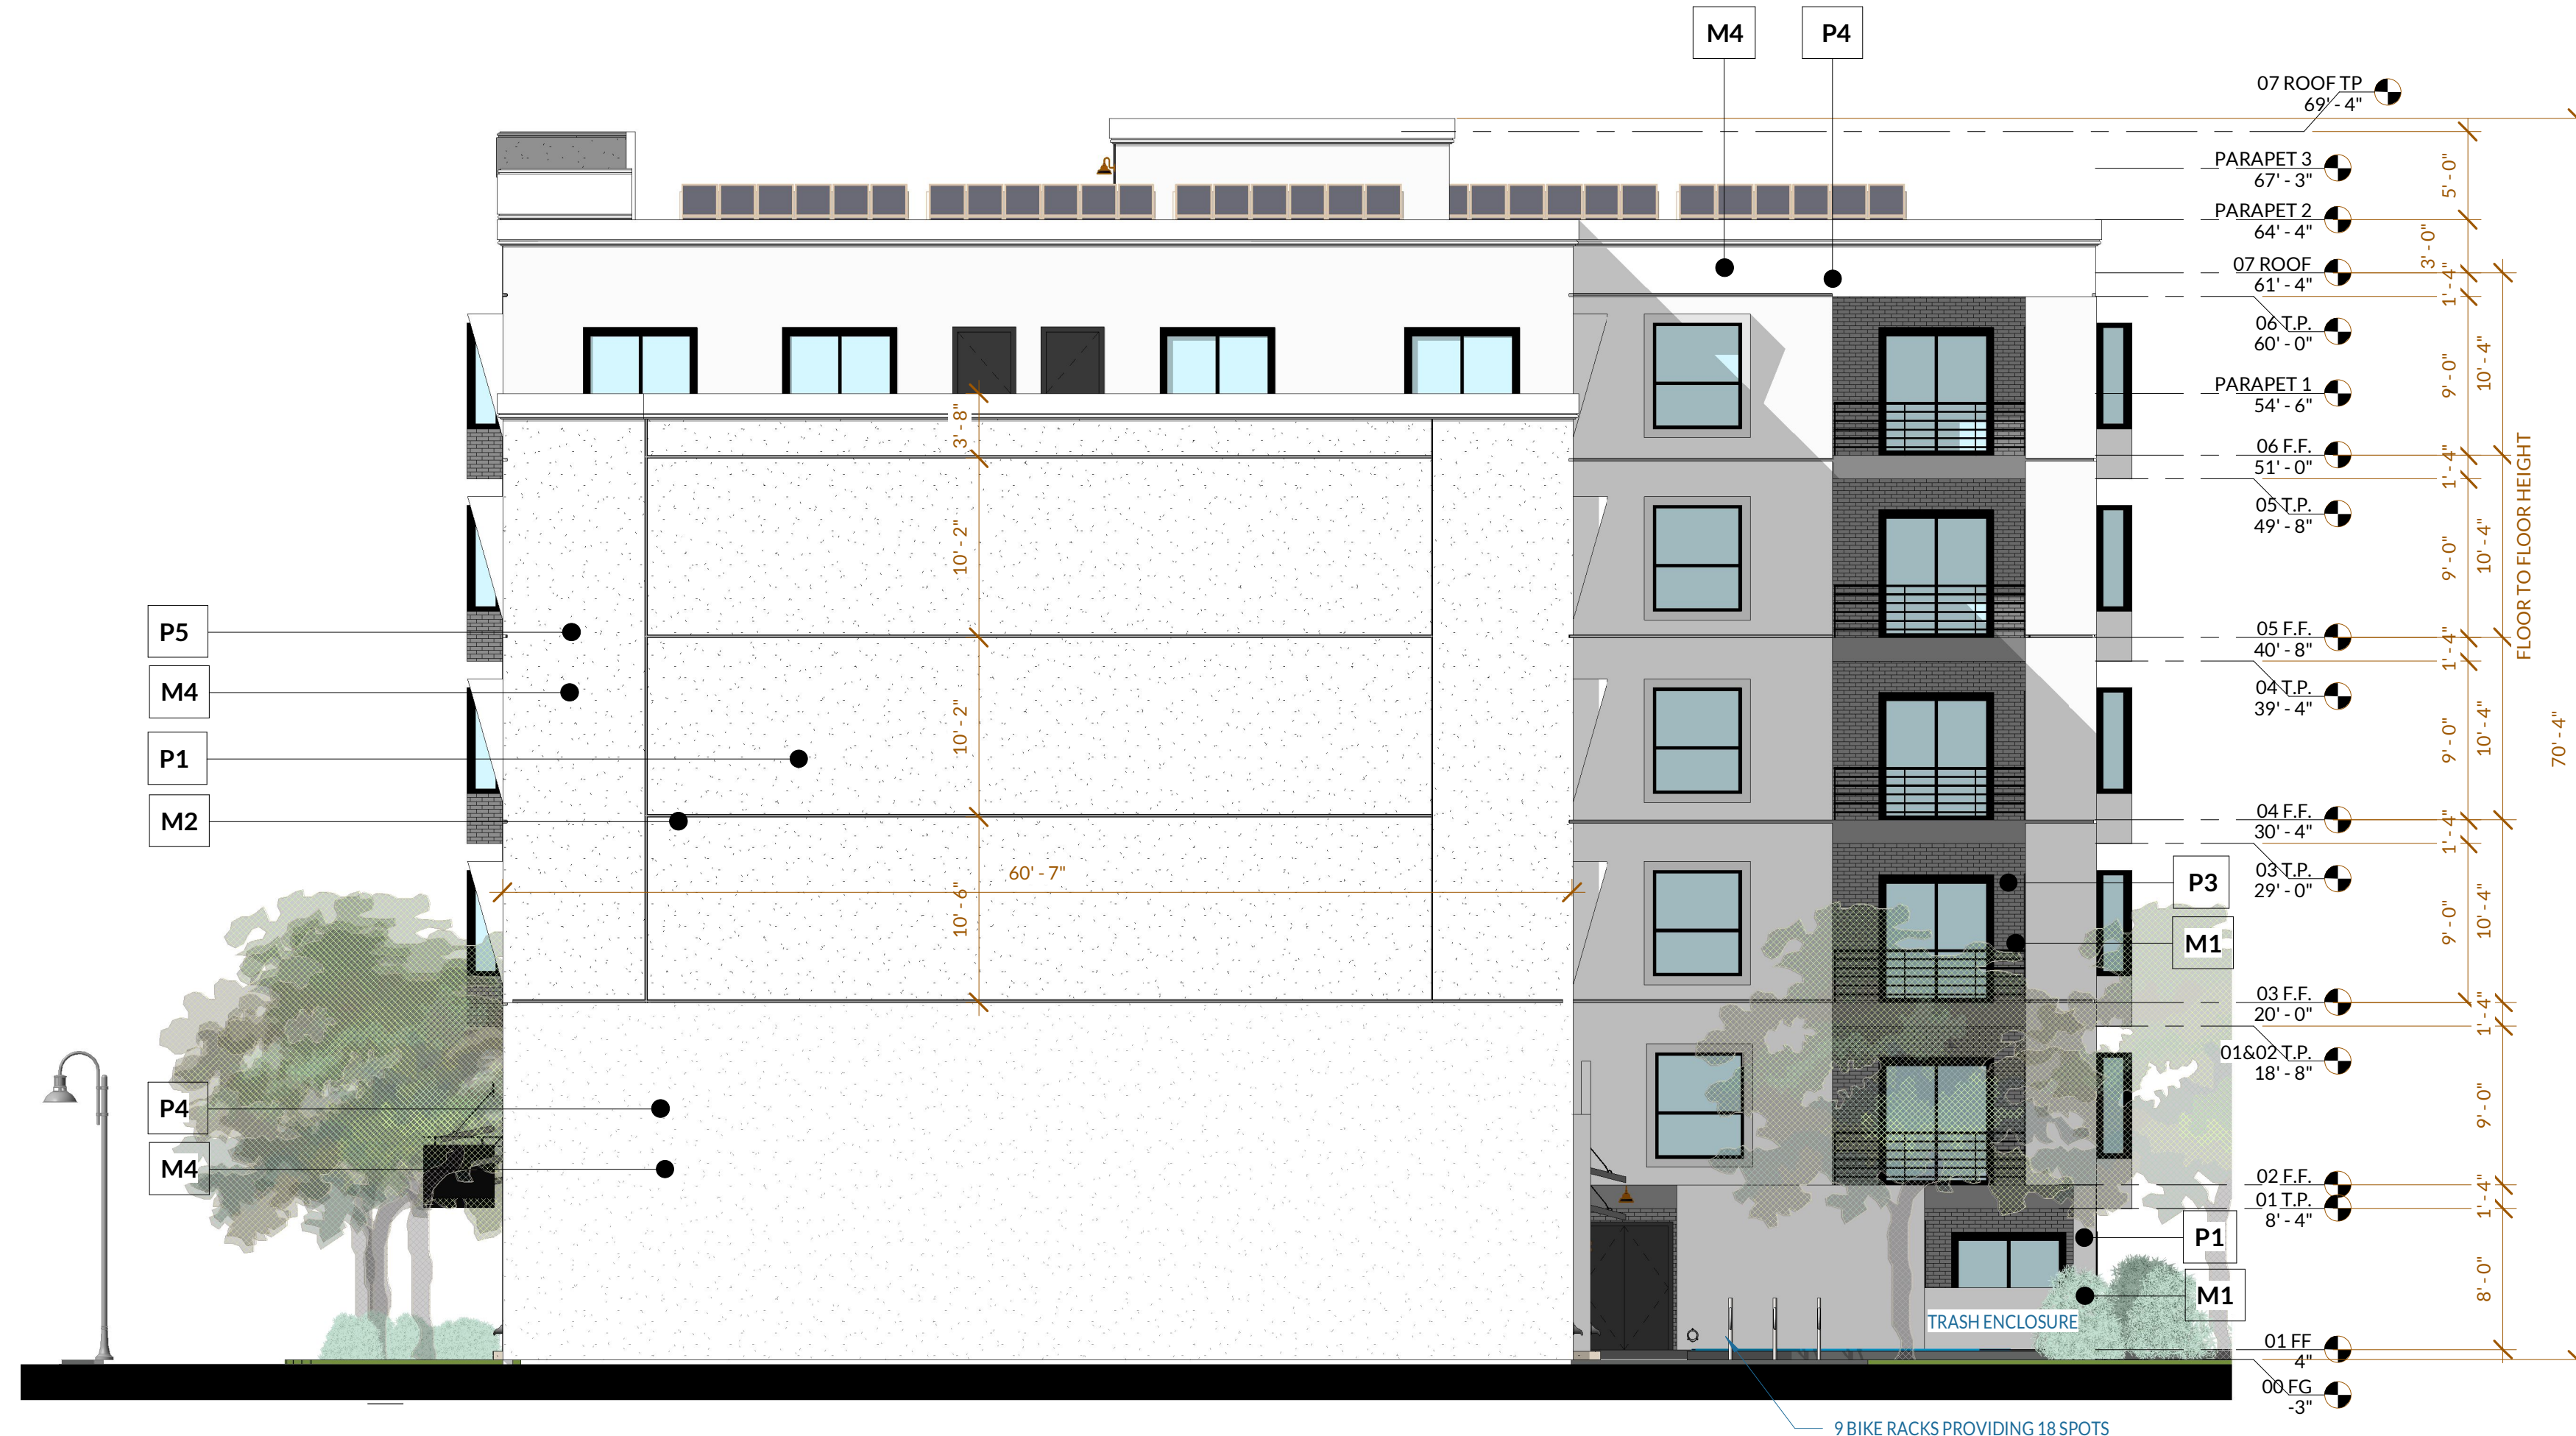 M4
P4
07 ROOF TP
69' - 4"
PARAPET 3
67' - 3"
PARAPET 2
64' - 4"
07 ROOF
61' - 4"
06 T.P.
60' - 0"
PARAPET 1
54' - 6"
06 F.F.
51' - 0"
05 T.P.
49' - 8"
05 F.F.
40' - 8"
04 T.P.
39' - 4"
04 F.F.
30' - 4"
03 T.P.
29' - 0"
03 F.F.
20' - 0"
01&02 T.P.
18' - 8"
02 F.F.
01 T.P.
8' - 4"
01 FF
4"
00 FG
-3"
5' - 0"
3' - 0"
1' - 4"
9' - 0"
10' - 4"
1' - 4"
9' - 0"
10' - 4"
1' - 4"
9' - 0"
10' - 4"
1' - 4"
9' - 0"
10' - 4"
1' - 4"
9' - 0"
1' - 4"
8' - 0"
FLOOR TO FLOOR HEIGHT
70' - 4"
3' - 8"
10' - 2"
10' - 2"
10' - 6"
60' - 7"
P5
M4
P1
M2
P4
M4
P3
M1
P1
M1
TRASH ENCLOSURE
9 BIKE RACKS PROVIDING 18 SPOTS